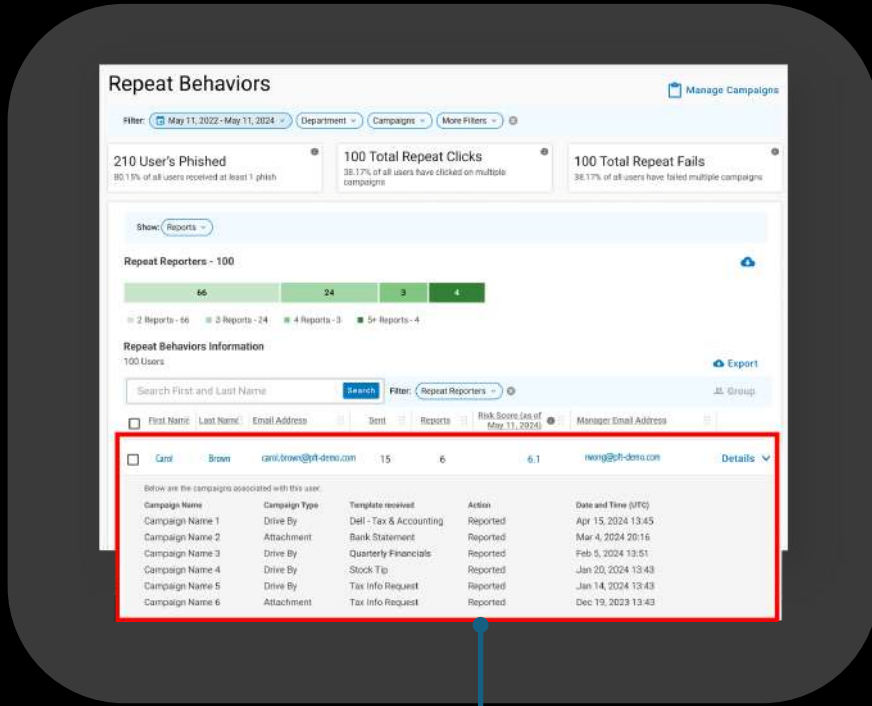 Repeat Behaviors
Manage Campaigns
Filter: May 11, 2022 - May 11, 2024 Department Campaigns More Filters
210 User's Phished
80.15% of all users received at least 1 phish
100 Total Repeat Clicks
38.17% of all users have clicked on multiple
campaigns
100 Total Repeat Fails
38.17% of all users have failed multiple campaigns
Show: Reports
Repeat Reporters - 100
66 24 3 4
2 Reports - 66 3 Reports - 24 4 Reports - 3 5+ Reports - 4
Repeat Behaviors Information
100 Users
Export
Search First and Last Name Search Filter: Repeat Reporters Group
First Name Last Name Email Address Sent Reports Risk Score (as of May 11, 2024) Manager Email Address
Carol Brown carol.brown@pft-demo.com 15 6 6.1 rwong@pft-demo.com Details
Below are the campaigns associated with this user.
Campaign Name Campaign Type Template received Action Date and Time (UTC)
Campaign Name 1 Drive By Dell - Tax & Accounting Reported Apr 15, 2024 13:45
Campaign Name 2 Attachment Bank Statement Reported Mar 4, 2024 20:16
Campaign Name 3 Drive By Quarterly Financials Reported Feb 5, 2024 13:51
Campaign Name 4 Drive By Stock Tip Reported Jan 20, 2024 13:43
Campaign Name 5 Drive By Tax Info Request Reported Jan 14, 2024 13:43
Campaign Name 6 Attachment Tax Info Request Reported Dec 19, 2023 13:43